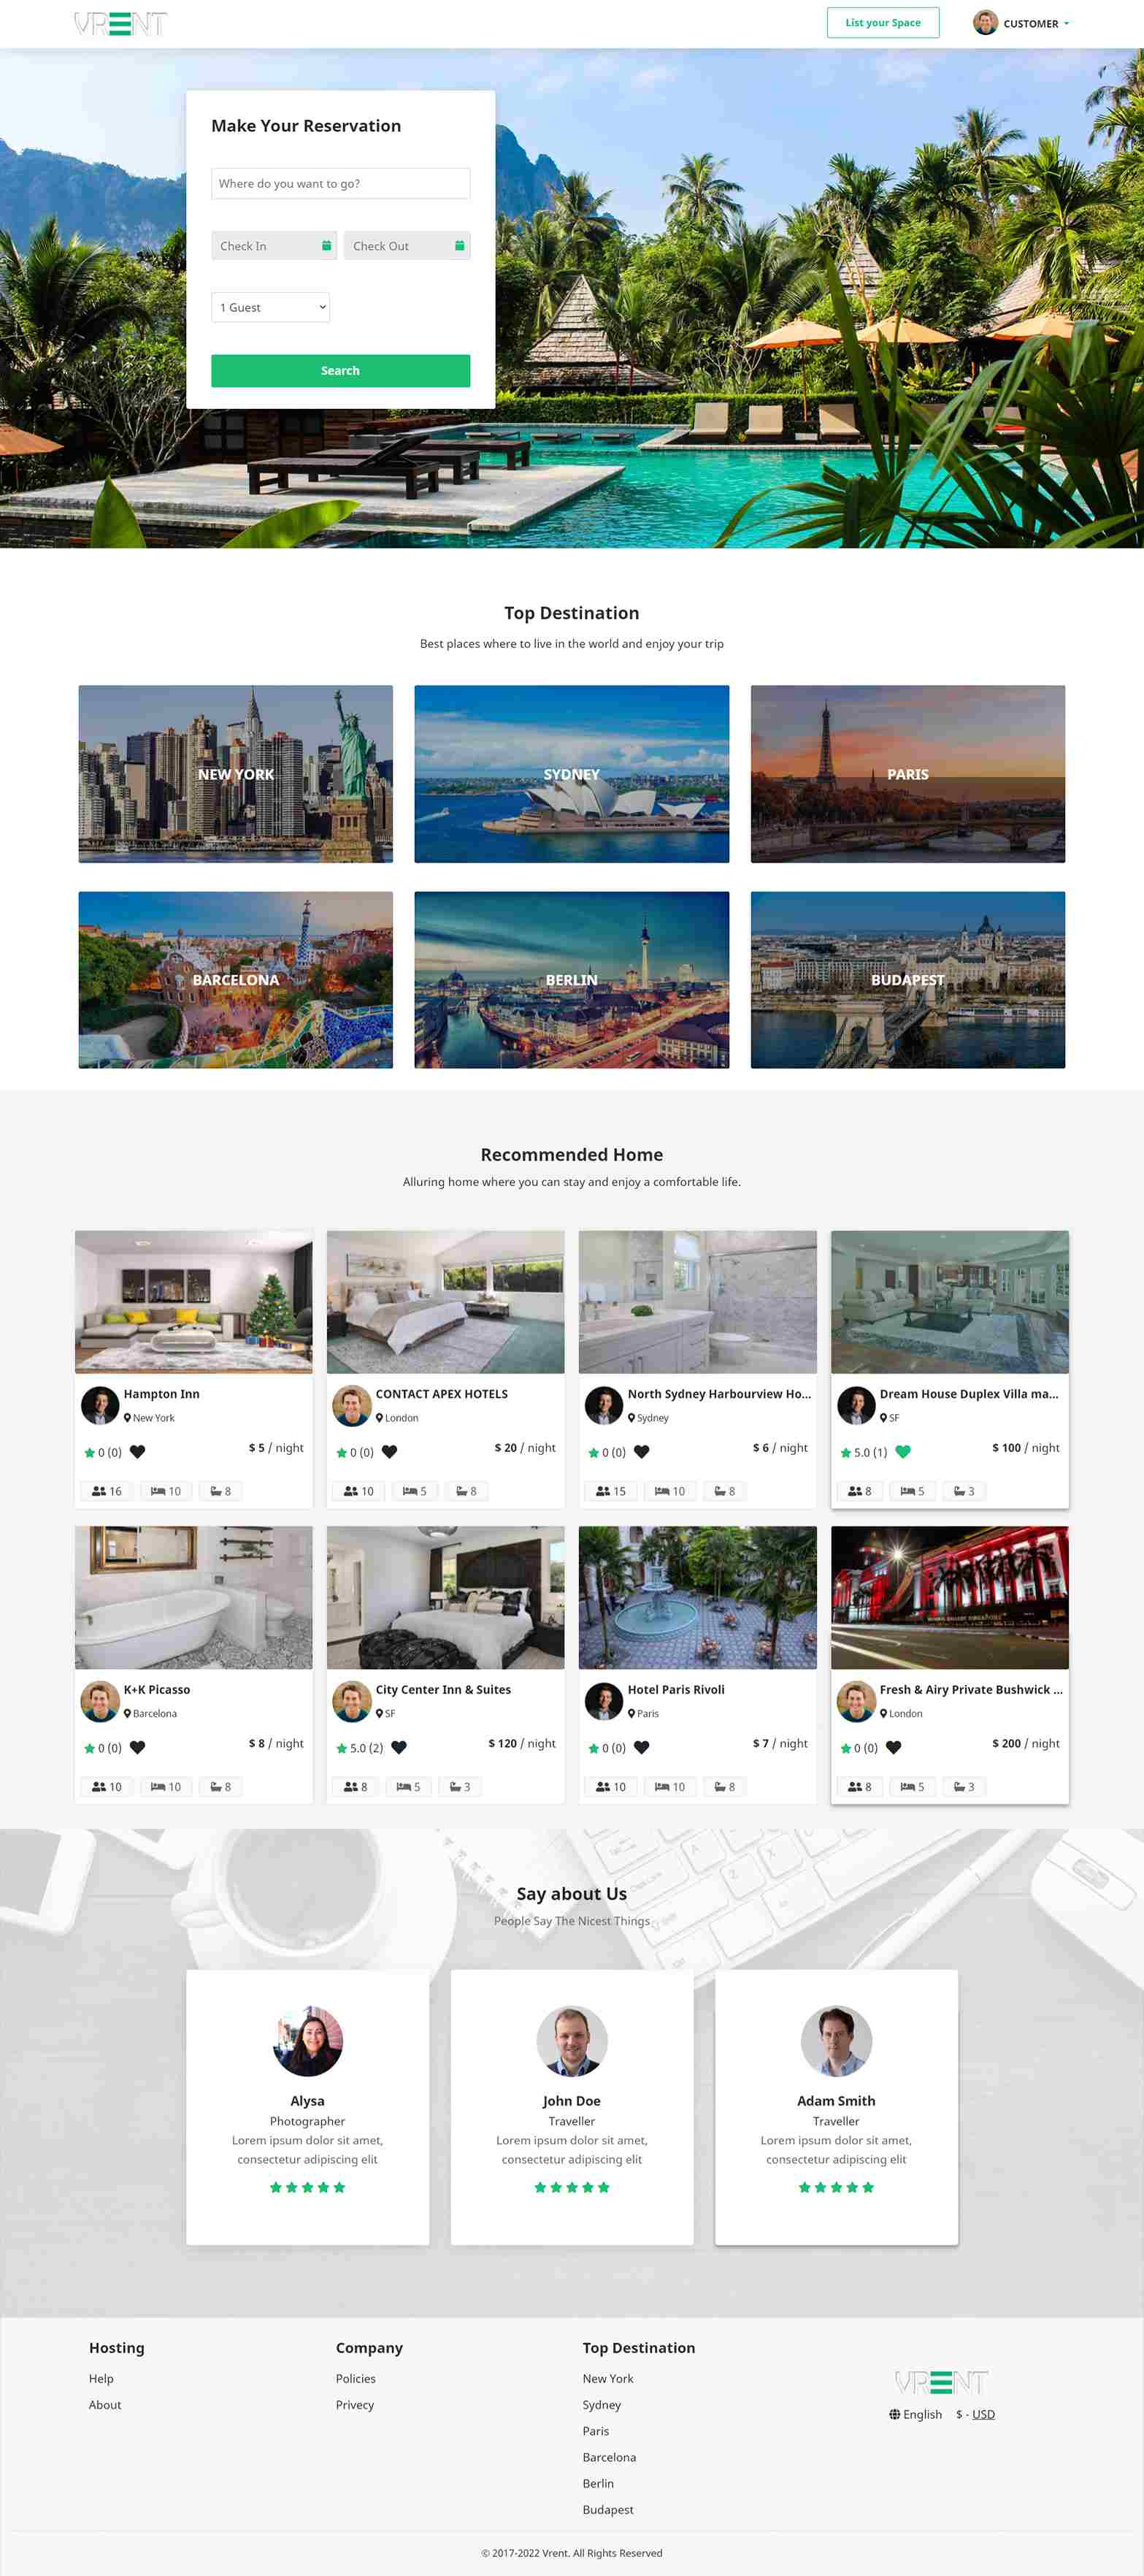 VRENT
List your Space
CUSTOMER
Make Your Reservation
Where do you want to go?
Check In
Check Out
1 Guest
Search
Top Destination
Best places where to live in the world and enjoy your trip
NEW YORK
SYDNEY
PARIS
BARCELONA
BERLIN
BUDAPEST
Recommended Home
Alluring home where you can stay and enjoy a comfortable life.
Hampton Inn
New York
0 (0)
$ 5 / night
16 10 8
CONTACT APEX HOTELS
London
0 (0)
$ 20 / night
10 5 8
North Sydney Harbourview Ho...
Sydney
0 (0)
$ 6 / night
15 10 8
Dream House Duplex Villa ma...
SF
5.0 (1)
$ 100 / night
8 5 3
K+K Picasso
Barcelona
0 (0)
$ 8 / night
10 10 8
City Center Inn & Suites
SF
5.0 (2)
$ 120 / night
8 5 3
Hotel Paris Rivoli
Paris
0 (0)
$ 7 / night
10 10 8
Fresh & Airy Private Bushwick ...
London
0 (0)
$ 200 / night
8 5 3
Say about Us
People Say The Nicest Things
Alysa
Photographer
Lorem ipsum dolor sit amet,
consectetur adipiscing elit
John Doe
Traveller
Lorem ipsum dolor sit amet,
consectetur adipiscing elit
Adam Smith
Traveller
Lorem ipsum dolor sit amet,
consectetur adipiscing elit
Hosting
Help
About
Company
Policies
Privecy
Top Destination
New York
Sydney
Paris
Barcelona
Berlin
Budapest
VRENT
English $ - USD
© 2017-2022 Vrent. All Rights Reserved